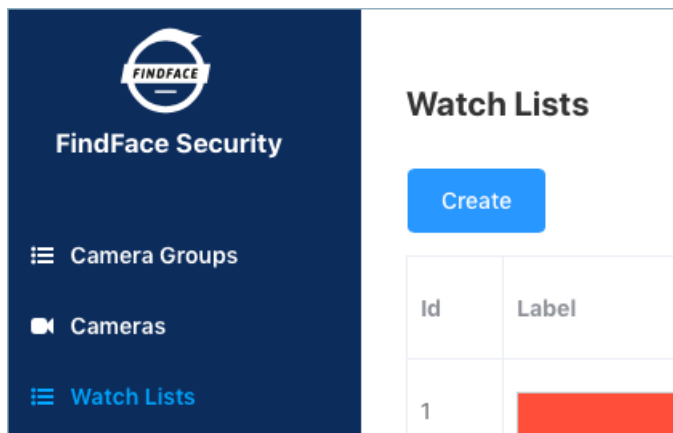 FINDFACE
FindFace Security
Camera Groups
Cameras
Watch Lists
Watch Lists
Create
Id
Label
1